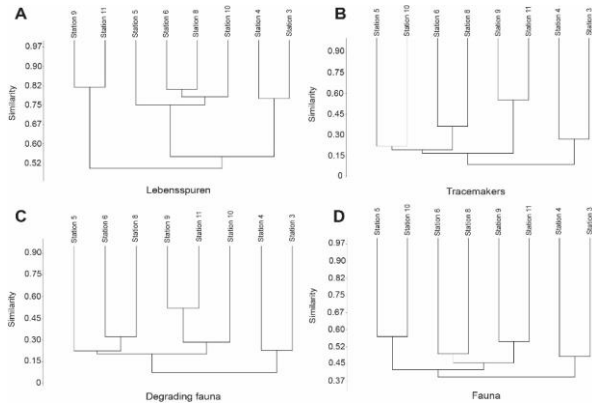 A
Station 9
Station 11
Station 5
Station 6
Station 8
Station 10
Station 4
Station 3
0.97
0.90
0.82
0.75
0.67
0.60
0.52
Similarity
Lebensspuren
B
Station 5
Station 10
Station 6
Station 8
Station 9
Station 11
Station 4
Station 3
0.90
0.75
0.60
0.45
0.30
0.15
0
Similarity
Tracemakers
C
Station 5
Station 6
Station 8
Station 9
Station 11
Station 10
Station 4
Station 3
0.90
0.75
0.60
0.45
0.30
0.15
0
Similarity
Degrading fauna
D
Station 5
Station 10
Station 6
Station 8
Station 9
Station 11
Station 4
Station 3
0.97
0.90
0.82
0.75
0.67
0.60
0.52
0.45
0.37
Similarity
Fauna